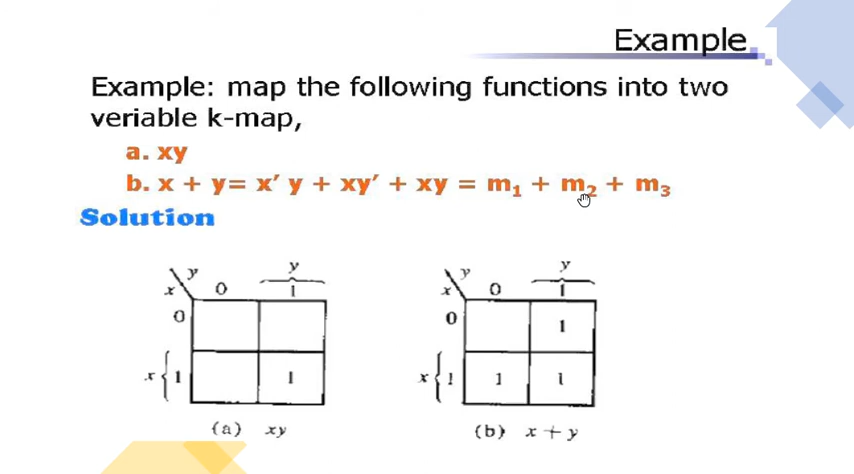 Example
Example: map the following functions into two
veriable k-map,
a. xy
b. x + y= x′ y + xy′ + xy = m₁ + m₂ + m₃
Solution
y y
x 0 1
0
x { 1 1
(a) xy
y y
x 0 1
0 1
x { 1 1 1
(b) x + y